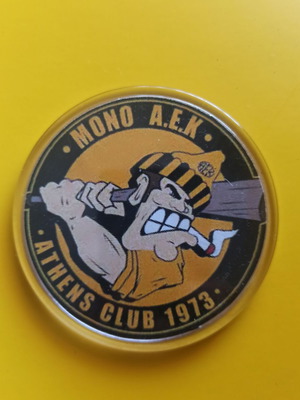 · MONO A.E.K ·
ATHENS CLUB 1973